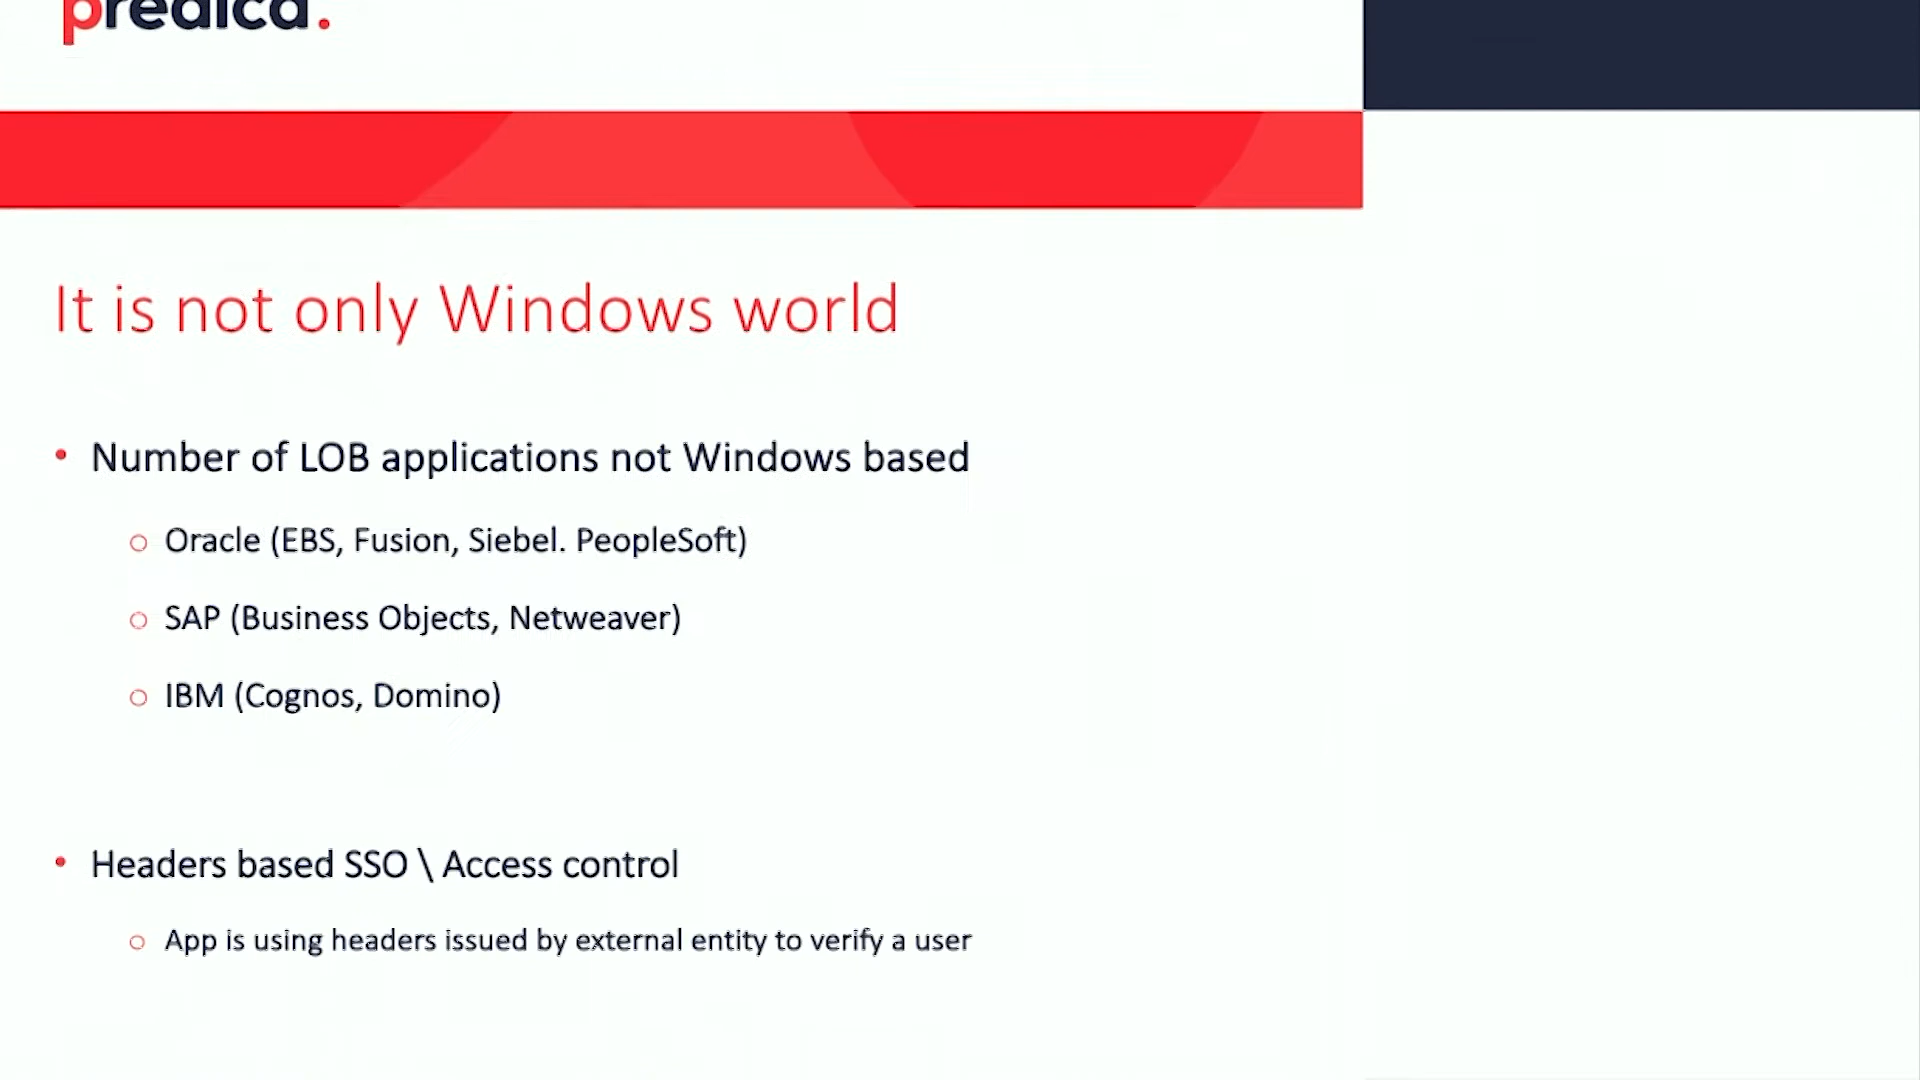 predica.
It is not only Windows world
• Number of LOB applications not Windows based
○ Oracle (EBS, Fusion, Siebel. PeopleSoft)
○ SAP (Business Objects, Netweaver)
○ IBM (Cognos, Domino)
• Headers based SSO \ Access control
○ App is using headers issued by external entity to verify a user